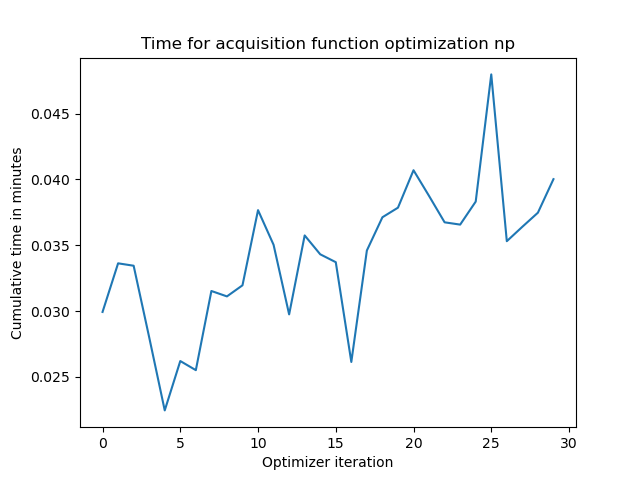 Time for acquisition function optimization np
Cumulative time in minutes
0.045
0.040
0.035
0.030
0.025
0 5 10 15 20 25 30
Optimizer iteration